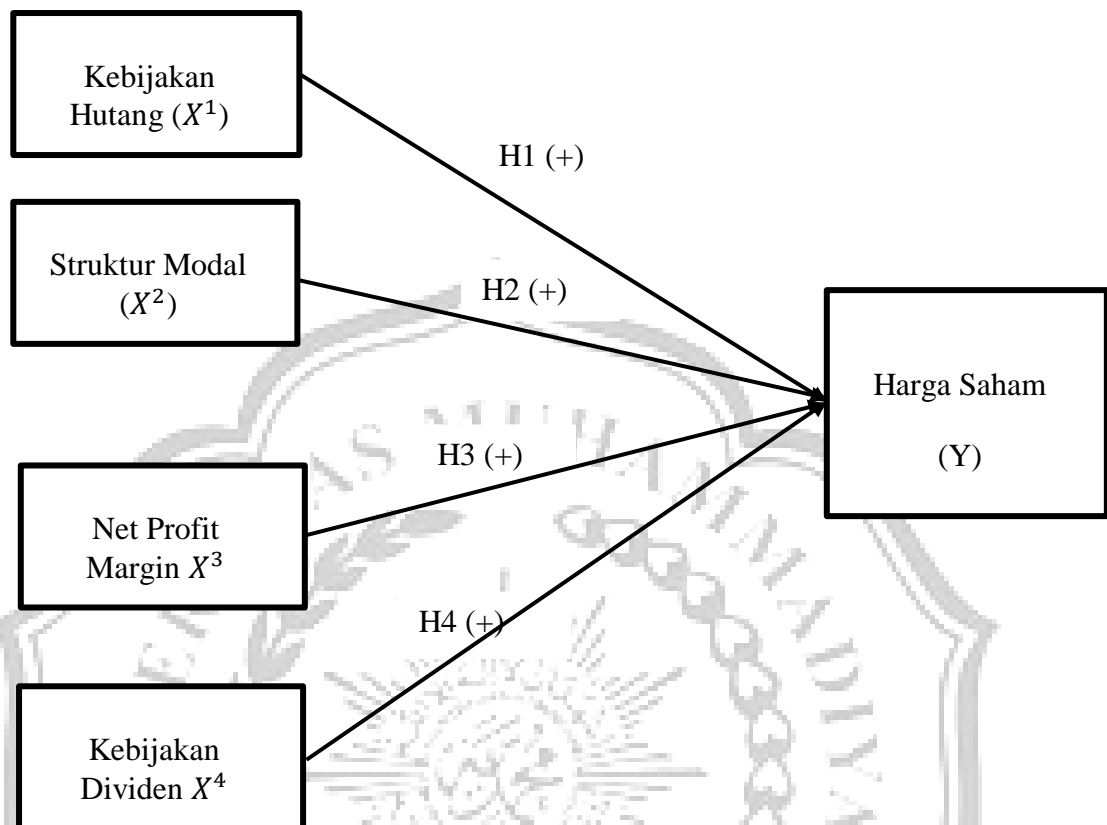 Kebijakan
Hutang (𝑋¹)
H1 (+)
Struktur Modal
(𝑋²)
H2 (+)
Harga Saham
(Y)
H3 (+)
Net Profit
Margin 𝑋³
H4 (+)
Kebijakan
Dividen 𝑋⁴